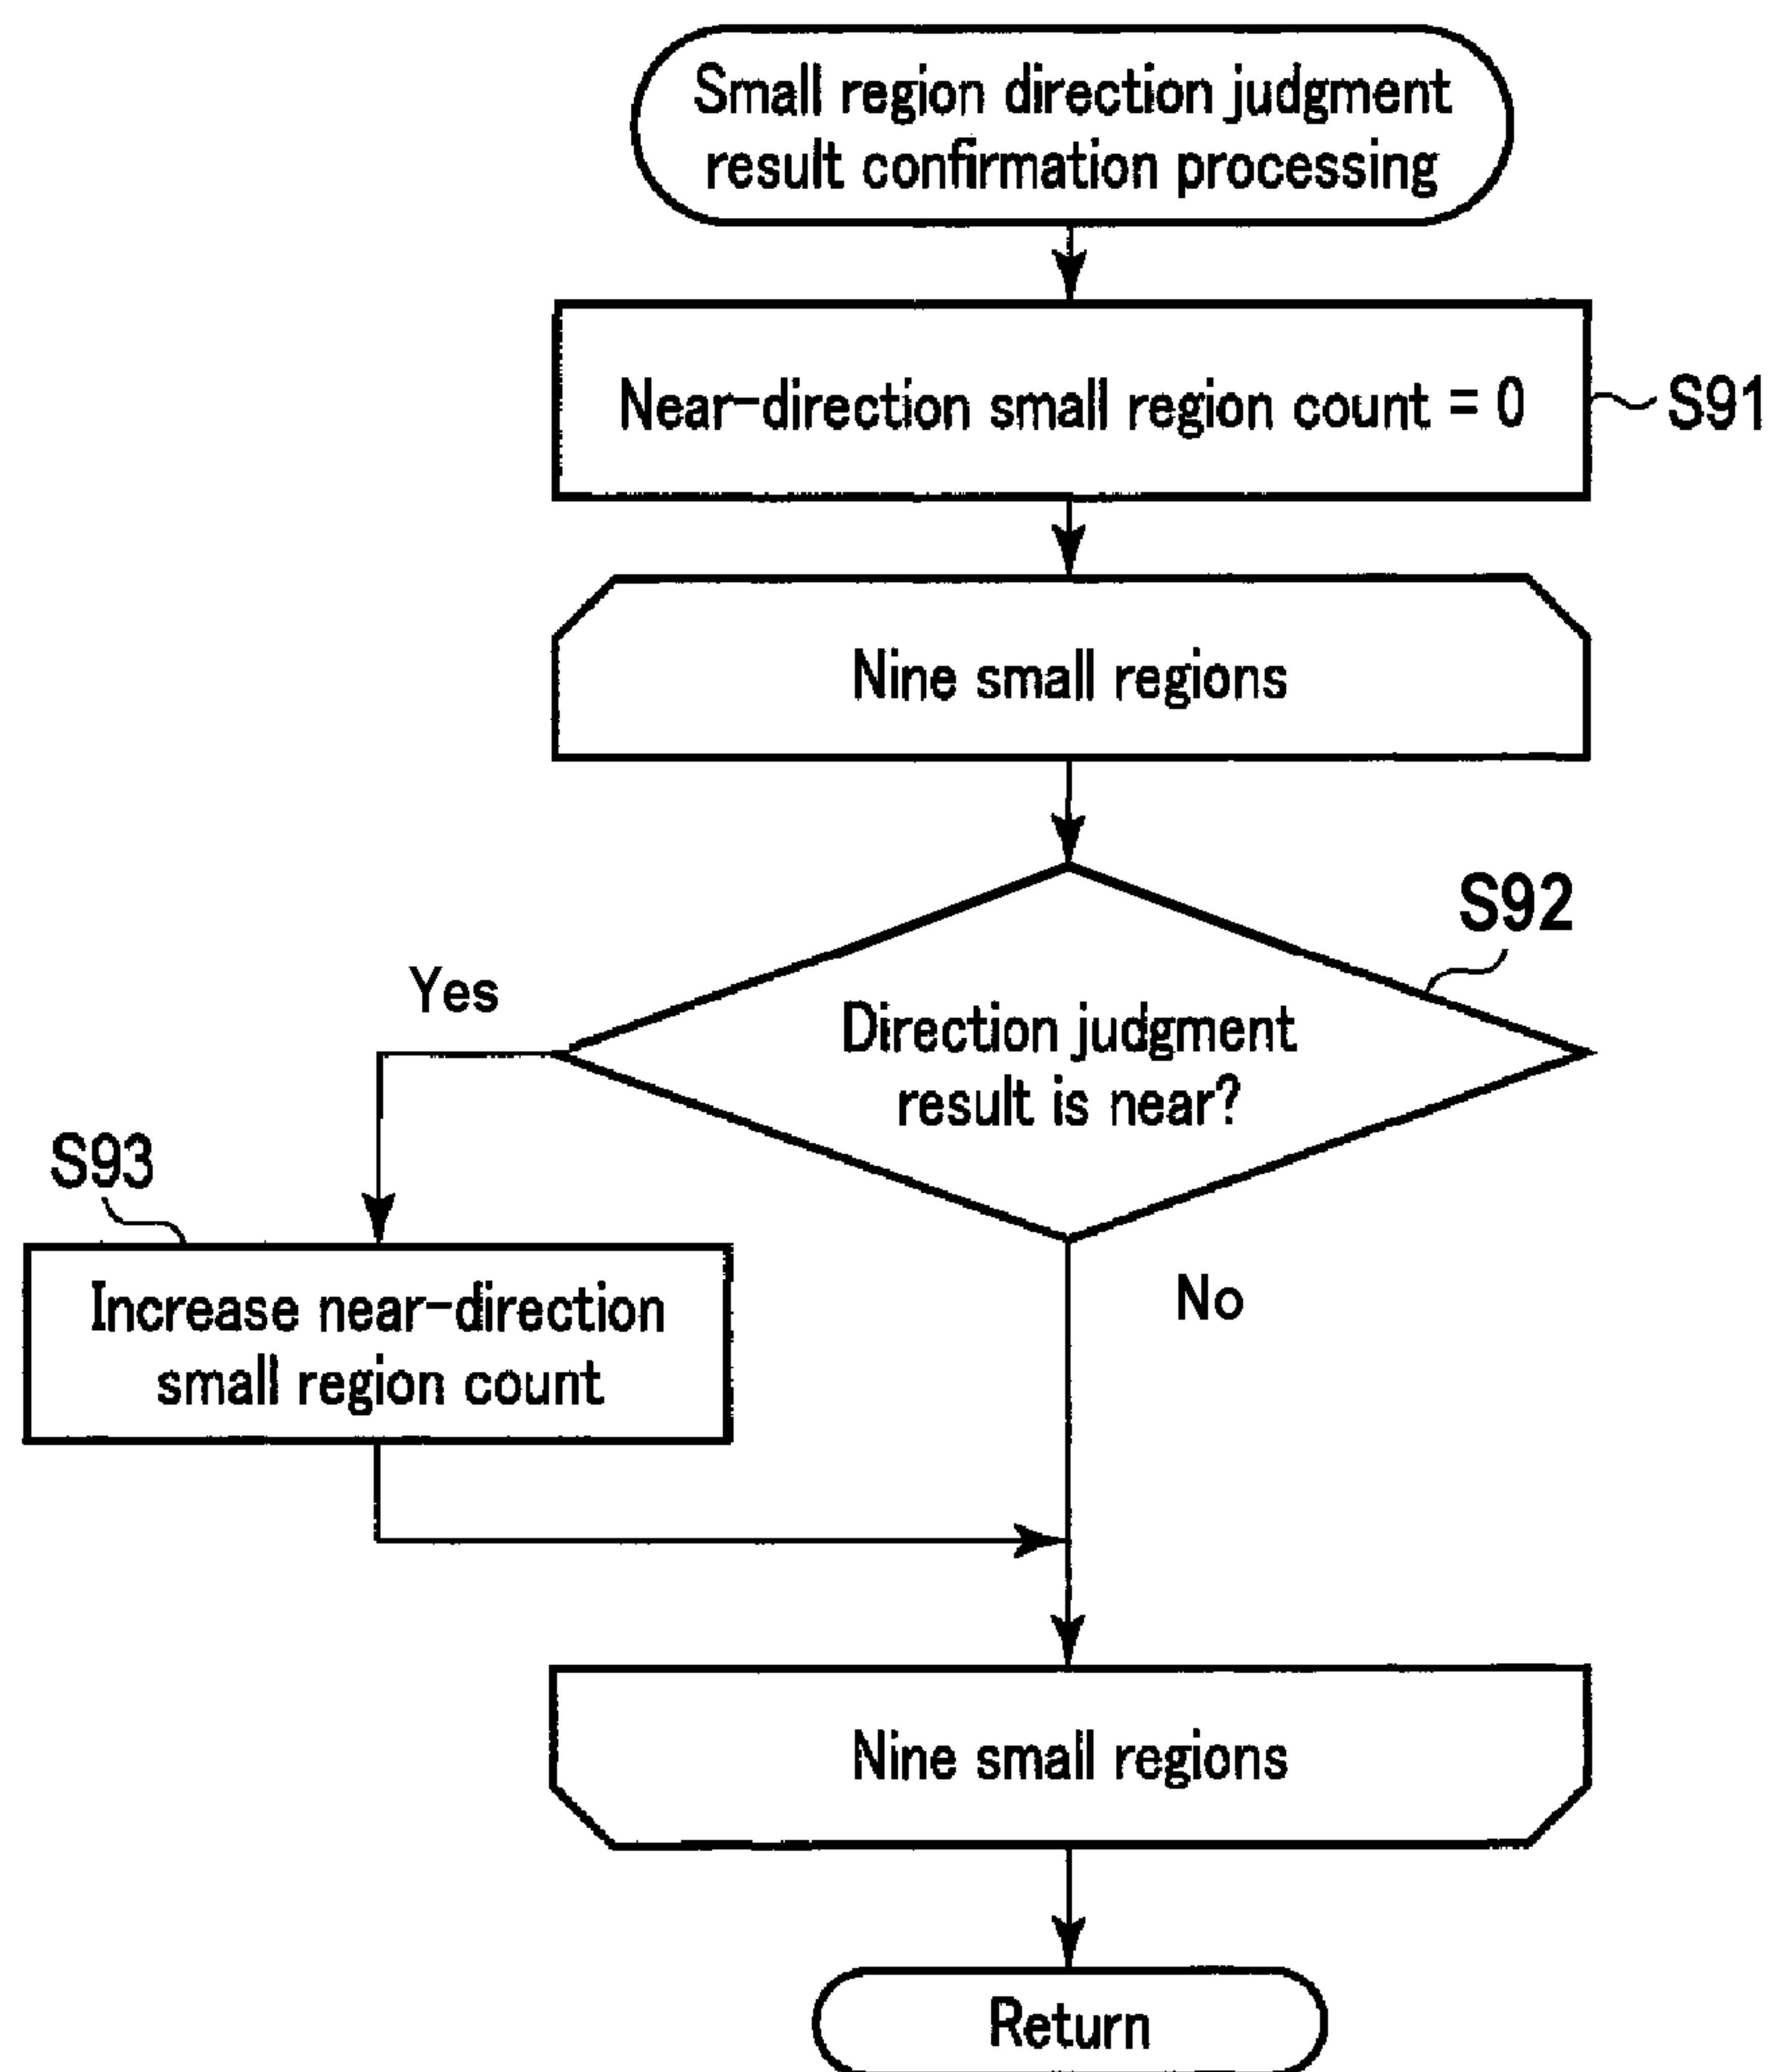 Small region direction judgment
result confirmation processing
Near-direction small region count = 0
S91
Nine small regions
S92
Direction judgment
result is near?
Yes
No
S93
Increase near-direction
small region count
Nine small regions
Return